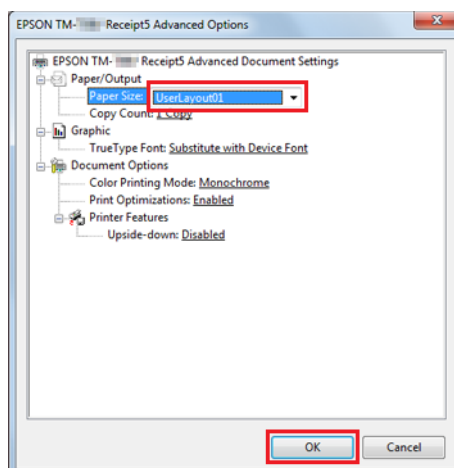 EPSON TM- Receipt5 Advanced Options
EPSON TM- Receipt5 Advanced Document Settings
Paper/Output
Paper Size: UserLayout01
Copy Count: 1 Copy
Graphic
TrueType Font: Substitute with Device Font
Document Options
Color Printing Mode: Monochrome
Print Optimizations: Enabled
Printer Features
Upside-down: Disabled
OK Cancel